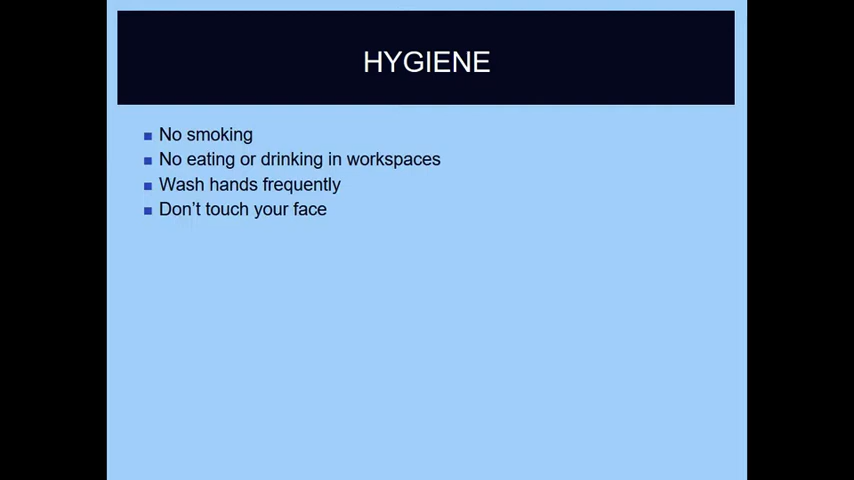 HYGIENE
No smoking
No eating or drinking in workspaces
Wash hands frequently
Don’t touch your face